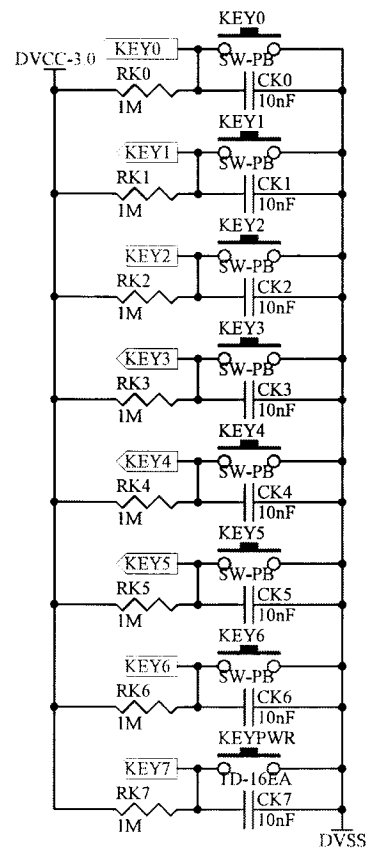 KEY0
KEY0
DVCC-3.0
SW-PB
RK0
CK0
1M
10nF
KEY1
KEY1
SW-PB
RK1
CK1
1M
10nF
KEY2
KEY2
SW-PB
RK2
CK2
1M
10nF
KEY3
KEY3
SW-PB
RK3
CK3
1M
10nF
KEY4
KEY4
SW-PB
RK4
CK4
1M
10nF
KEY5
KEY5
SW-PB
RK5
CK5
1M
10nF
KEY6
KEY6
SW-PB
RK6
CK6
1M
10nF
KEYPWR
KEY7
TD-16EA
RK7
CK7
1M
10nF
DVSS